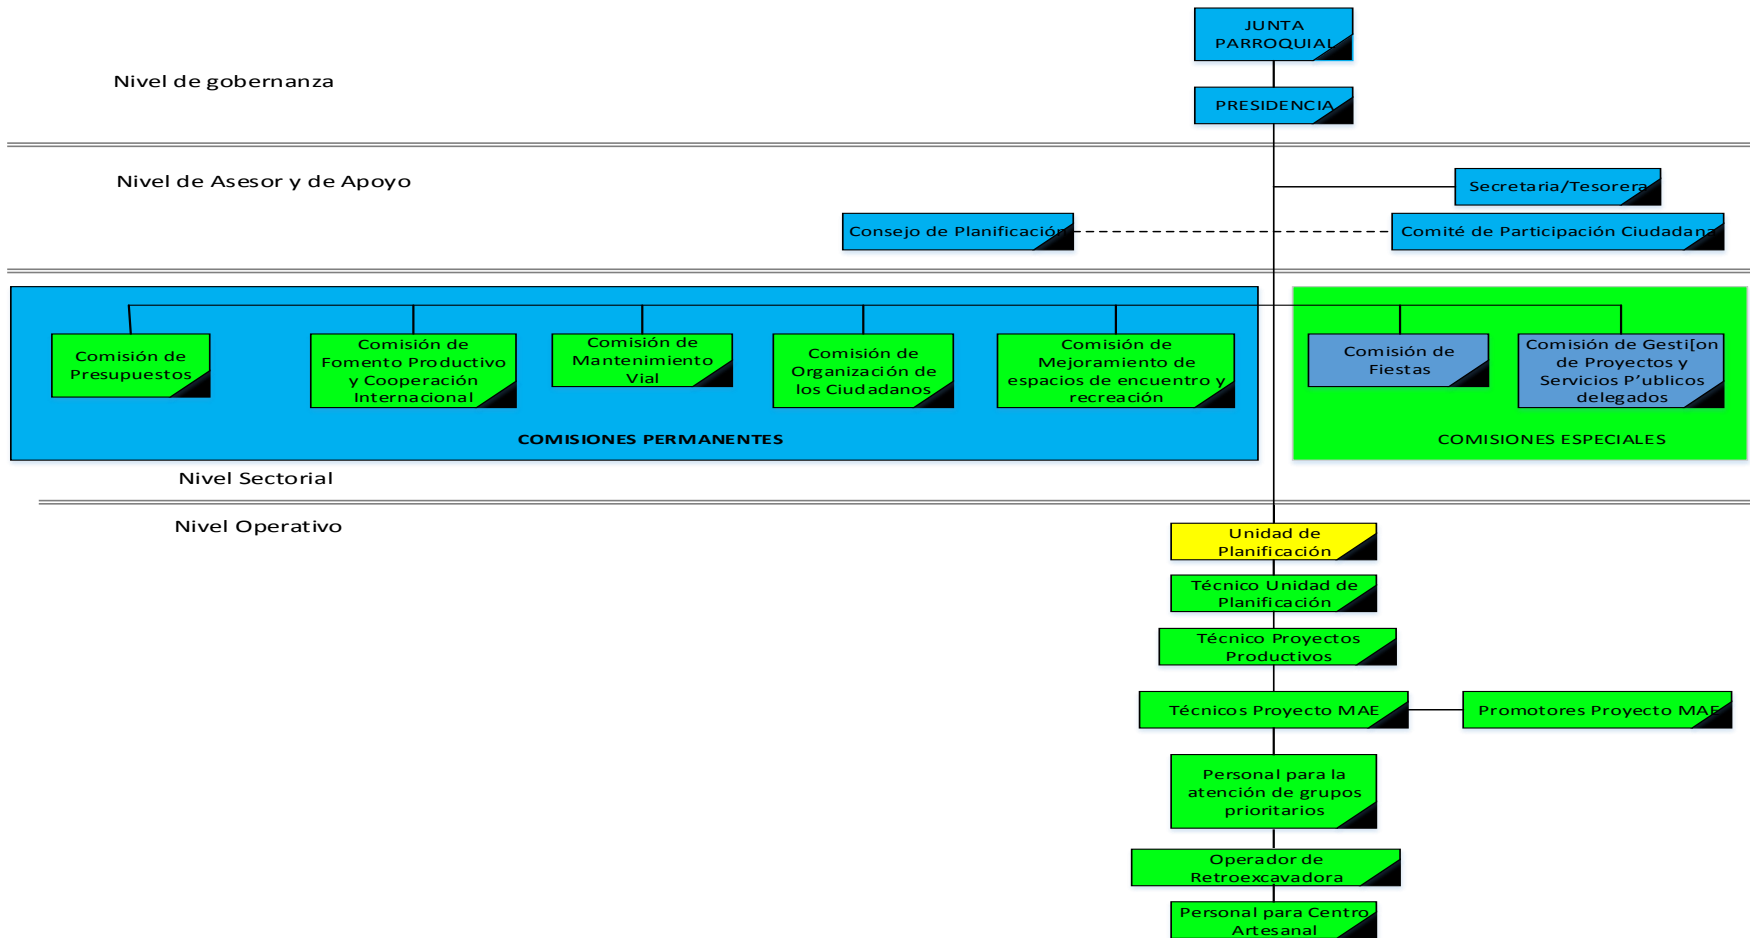 JUNTA
PARROQUIAL
Nivel de gobernanza
PRESIDENCIA
Nivel de Asesor y de Apoyo
Secretaria/Tesorera
Consejo de Planificación
Comité de Participación Ciudadana
Comisión de
Presupuestos
Comisión de
Fomento Productivo
y Cooperación
Internacional
Comisión de
Mantenimiento
Vial
Comisión de
Organización de
los Ciudadanos
Comisión de
Mejoramiento de
espacios de encuentro y
recreación
Comisión de
Fiestas
Comisión de Gesti[on
de Proyectos y
Servicios P’ublicos
delegados
COMISIONES PERMANENTES
COMISIONES ESPECIALES
Nivel Sectorial
Nivel Operativo
Unidad de
Planificación
Técnico Unidad de
Planificación
Técnico Proyectos
Productivos
Técnicos Proyecto MAE
Promotores Proyecto MAE
Personal para la
atención de grupos
prioritarios
Operador de
Retroexcavadora
Personal para Centro
Artesanal